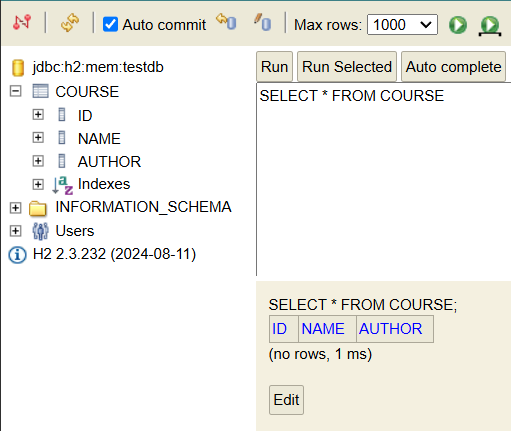 Auto commit Max rows: 1000
jdbc:h2:mem:testdb
COURSE
ID
NAME
AUTHOR
Indexes
INFORMATION_SCHEMA
Users
H2 2.3.232 (2024-08-11)
Run Run Selected Auto complete
SELECT * FROM COURSE
SELECT * FROM COURSE;
ID NAME AUTHOR
(no rows, 1 ms)
Edit